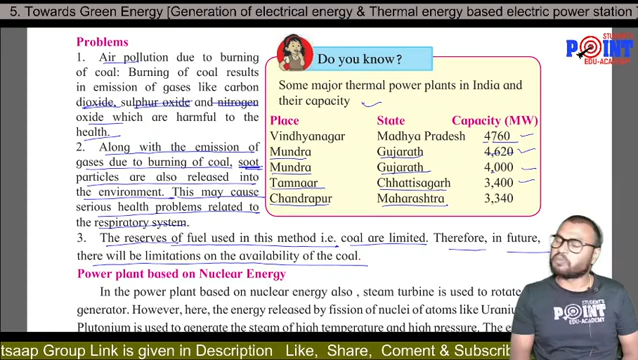 5. Towards Green Energy [Generation of electrical energy & Thermal energy based electric power station
STUDENT'S
POINT
EDU-ACADEMY
Problems
1. Air pollution due to burning
of coal: Burning of coal results
in emission of gases like carbon
dioxide, sulphur oxide and nitrogen
oxide which are harmful to the
health.
2. Along with the emission of
gases due to burning of coal, soot
particles are also released into
the environment. This may cause
serious health problems related to
the respiratory system.
Do you know?
Some major thermal power plants in India and
their capacity
Place State Capacity (MW)
Vindhyanagar Madhya Pradesh 4760
Mundra Gujarath 4,620
Mundra Gujarath 4,000
Tamnaar Chhattisagarh 3,400
Chandrapur Maharashtra 3,340
3. The reserves of fuel used in this method i.e. coal are limited. Therefore, in future,
there will be limitations on the availability of the coal.
Power plant based on Nuclear Energy
In the power plant based on nuclear energy also , steam turbine is used to rotate
generator. However, here, the energy released by fission of nuclei of atoms like
Plutonium is used to generate the steam of high temperature and high pressure. The
STUDENT'S
POINT
tsaap Group Link is given in Description Like, Share, Coment & Subscrib